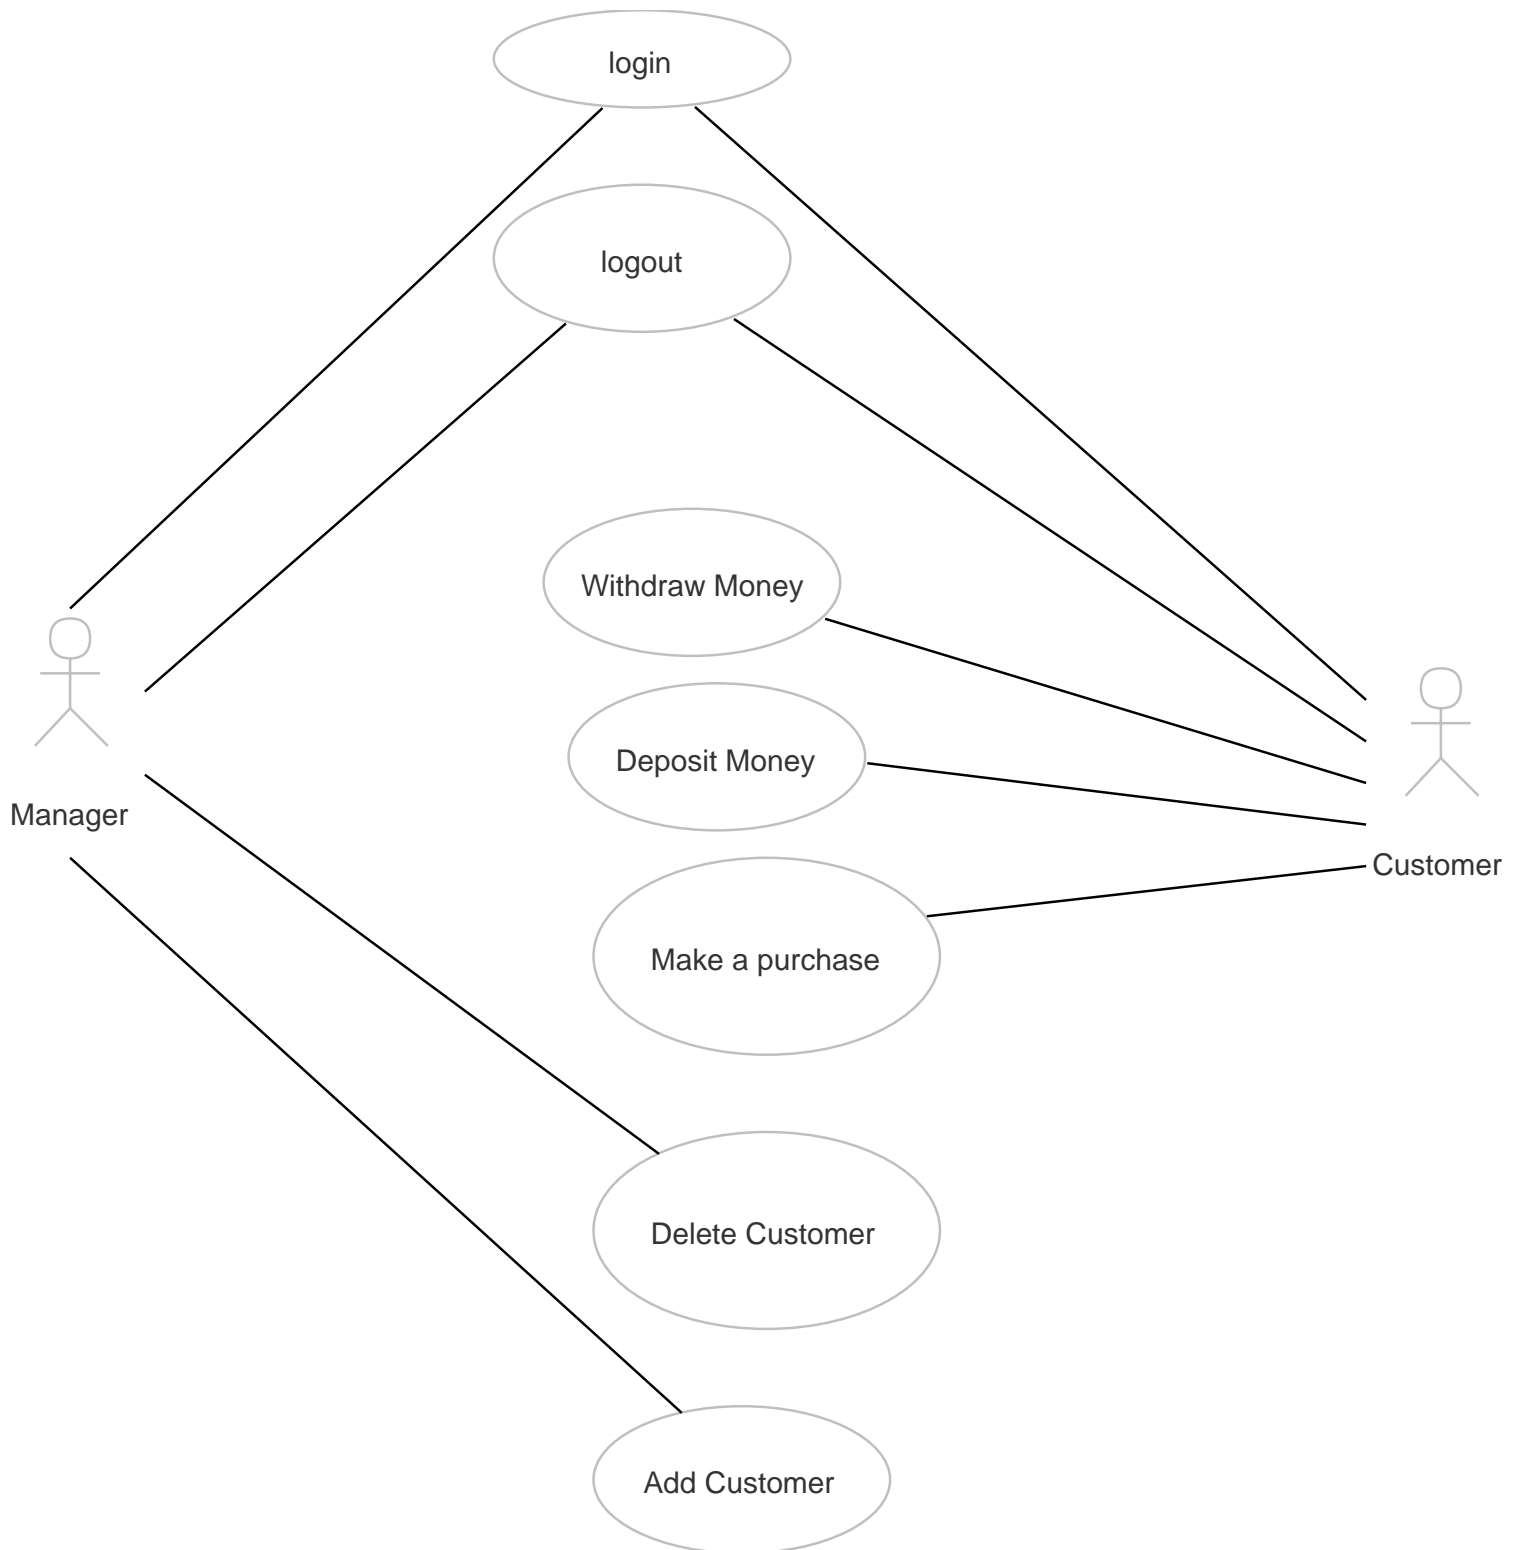 login
logout
Withdraw Money
Deposit Money
Manager
Customer
Make a purchase
Delete Customer
Add Customer